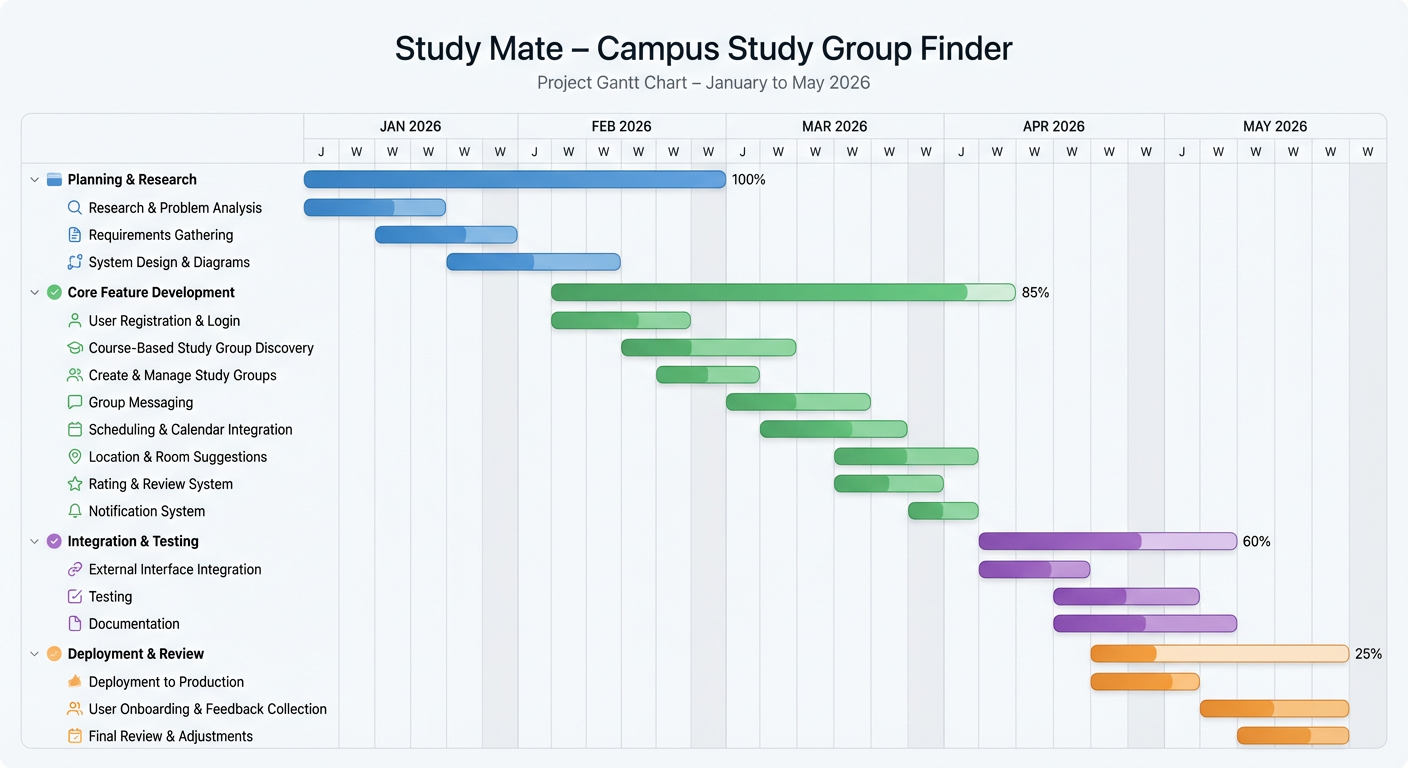 Study Mate – Campus Study Group Finder
Project Gantt Chart – January to May 2026
JAN 2026 FEB 2026 MAR 2026 APR 2026 MAY 2026
J W W W W W J W W W W W J W W W W W J W W W W W J W W W W W
Planning & Research 100%
Research & Problem Analysis
Requirements Gathering
System Design & Diagrams
Core Feature Development 85%
User Registration & Login
Course-Based Study Group Discovery
Create & Manage Study Groups
Group Messaging
Scheduling & Calendar Integration
Location & Room Suggestions
Rating & Review System
Notification System
Integration & Testing 60%
External Interface Integration
Testing
Documentation
Deployment & Review 25%
Deployment to Production
User Onboarding & Feedback Collection
Final Review & Adjustments